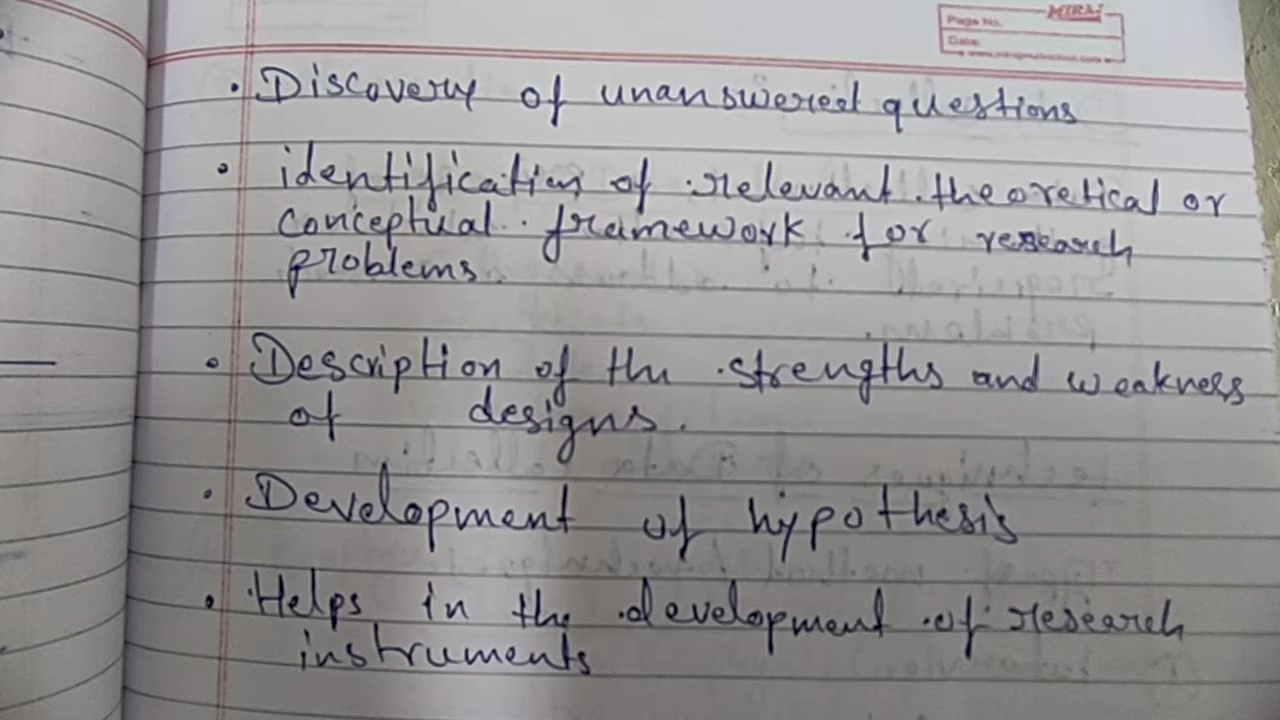 MIRAJ
Page No.
Date:
• Discovery of unanswered questions
• identification of relevant theoretical or
conceptual framework for research
problems.
• Description of the strengths and weakness
of designs.
• Development of hypothesis
• Helps in the development of research
instruments